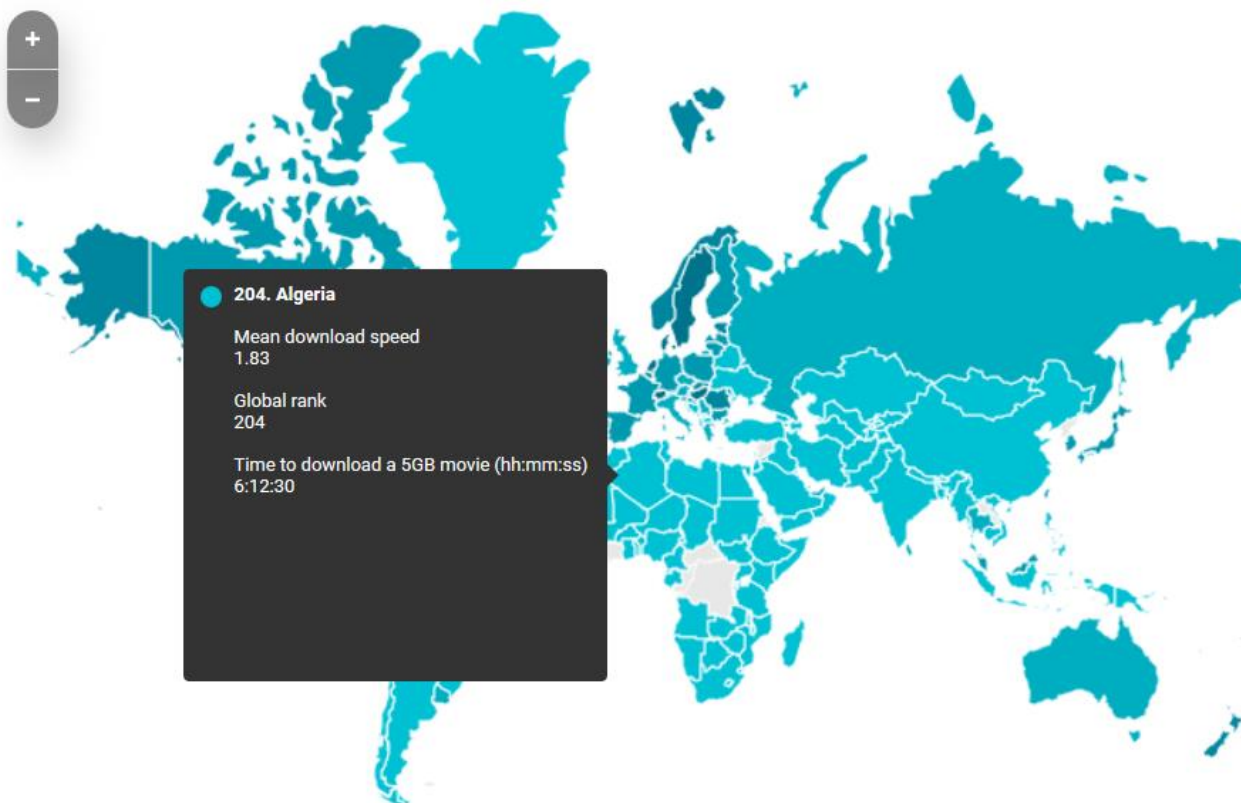 +
−
204. Algeria
Mean download speed
1.83
Global rank
204
Time to download a 5GB movie (hh:mm:ss)
6:12:30